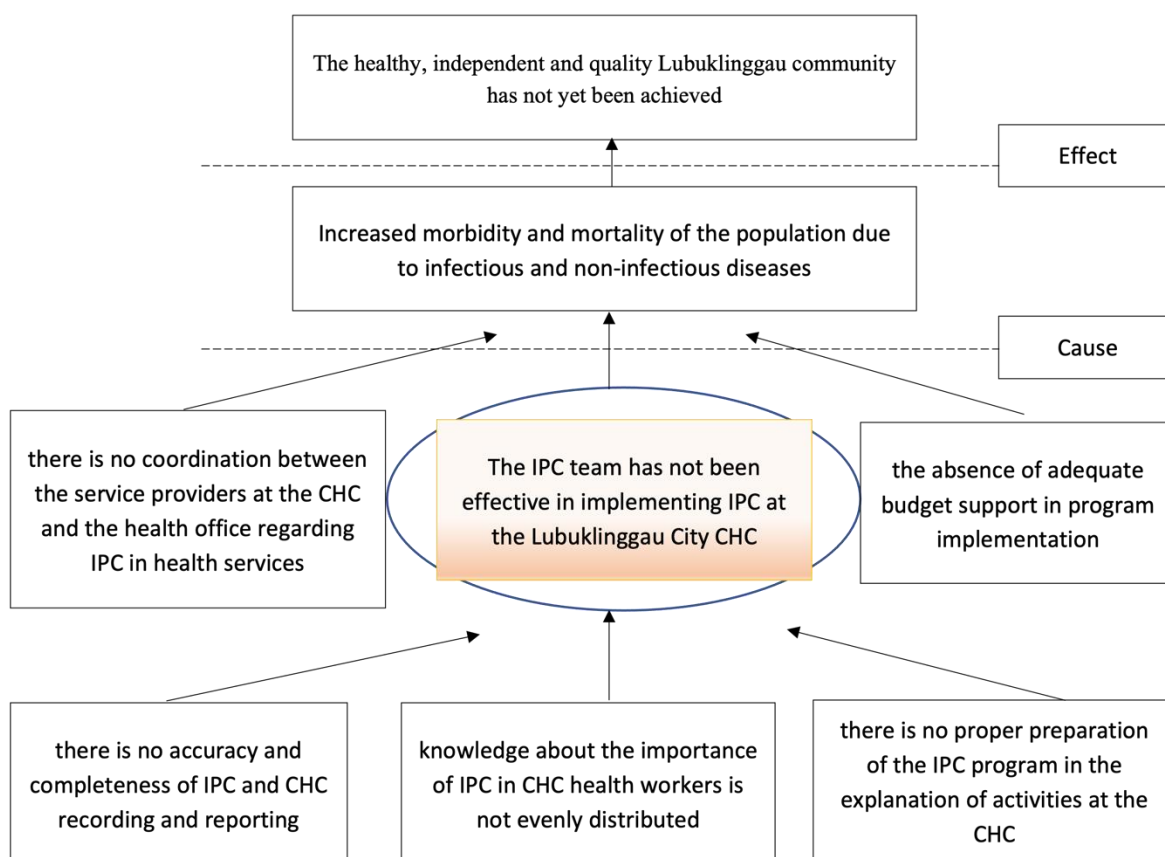 The healthy, independent and quality Lubuklinggau community
has not yet been achieved
Effect
Increased morbidity and mortality of the population due
to infectious and non-infectious diseases
Cause
there is no coordination between
the service providers at the CHC
and the health office regarding
IPC in health services
The IPC team has not been
effective in implementing IPC at
the Lubuklinggau City CHC
the absence of adequate
budget support in program
implementation
there is no accuracy and
completeness of IPC and CHC
recording and reporting
knowledge about the importance
of IPC in CHC health workers is
not evenly distributed
there is no proper preparation
of the IPC program in the
explanation of activities at the
CHC